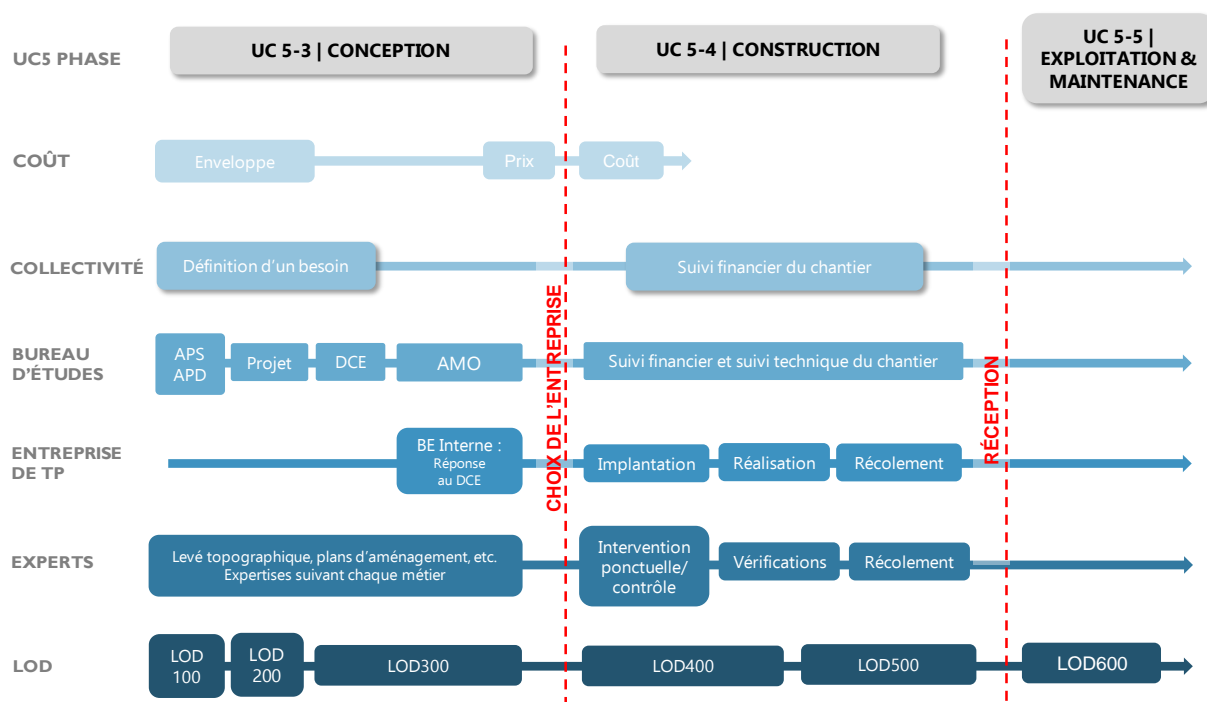 UC5 PHASE
UC 5-3 | CONCEPTION
UC 5-4 | CONSTRUCTION
UC 5-5 |
EXPLOITATION &
MAINTENANCE
COÛT
Enveloppe
Prix
Coût
COLLECTIVITÉ
Définition d'un besoin
Suivi financier du chantier
BUREAU
D'ÉTUDES
APS
APD
Projet
DCE
AMO
Suivi financier et suivi technique du chantier
CHOIX DE L'ENTREPRISE
RÉCEPTION
ENTREPRISE
DE TP
BE Interne :
Réponse
au DCE
Implantation
Réalisation
Récolement
EXPERTS
Levé topographique, plans d'aménagement, etc.
Expertises suivant chaque métier
Intervention
ponctuelle/
contrôle
Vérifications
Récolement
LOD
LOD
100
LOD
200
LOD300
LOD400
LOD500
LOD600